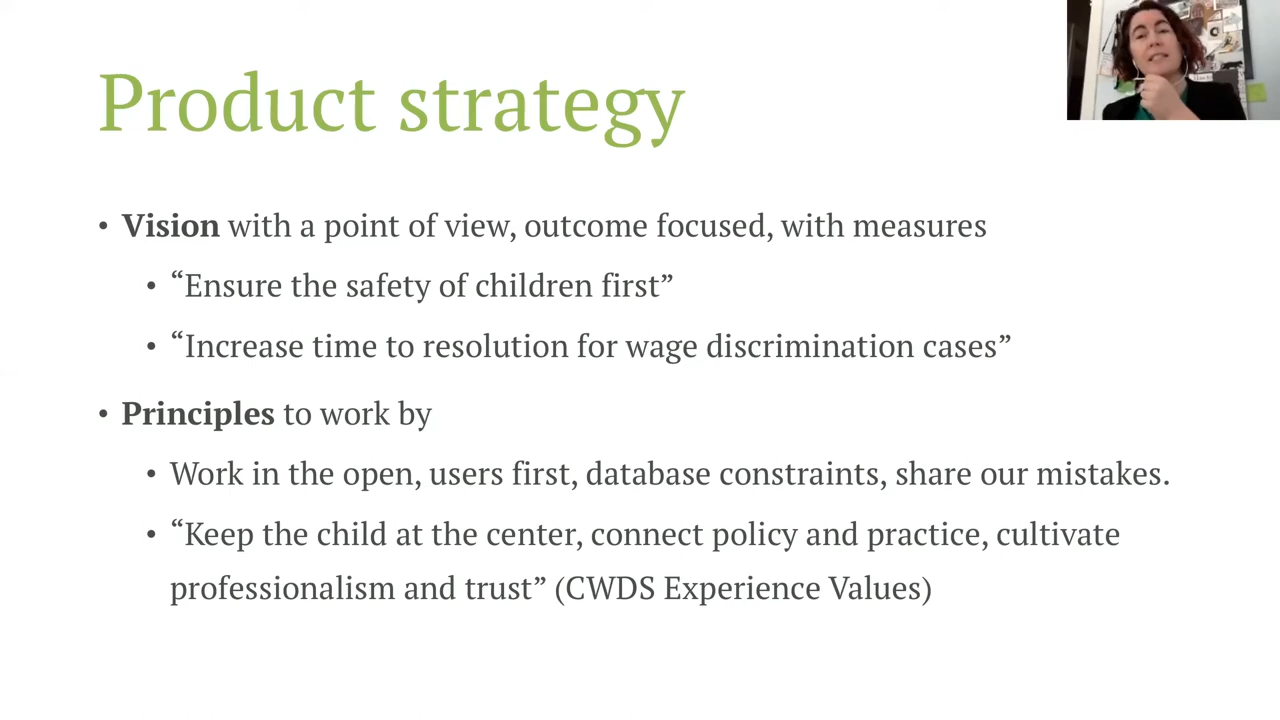 Product strategy
• Vision with a point of view, outcome focused, with measures
• “Ensure the safety of children first”
• “Increase time to resolution for wage discrimination cases”
• Principles to work by
• Work in the open, users first, database constraints, share our mistakes.
• “Keep the child at the center, connect policy and practice, cultivate
professionalism and trust” (CWDS Experience Values)